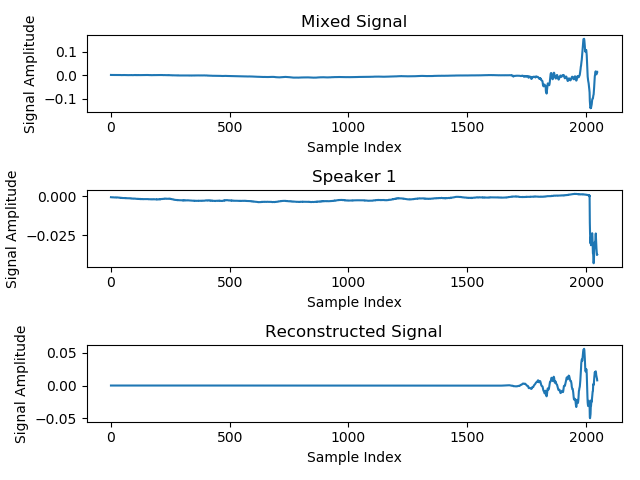 Mixed Signal
Signal Amplitude
0.1
0.0
−0.1
0 500 1000 1500 2000
Sample Index
Speaker 1
Signal Amplitude
0.000
−0.025
0 500 1000 1500 2000
Sample Index
Reconstructed Signal
Signal Amplitude
0.05
0.00
−0.05
0 500 1000 1500 2000
Sample Index